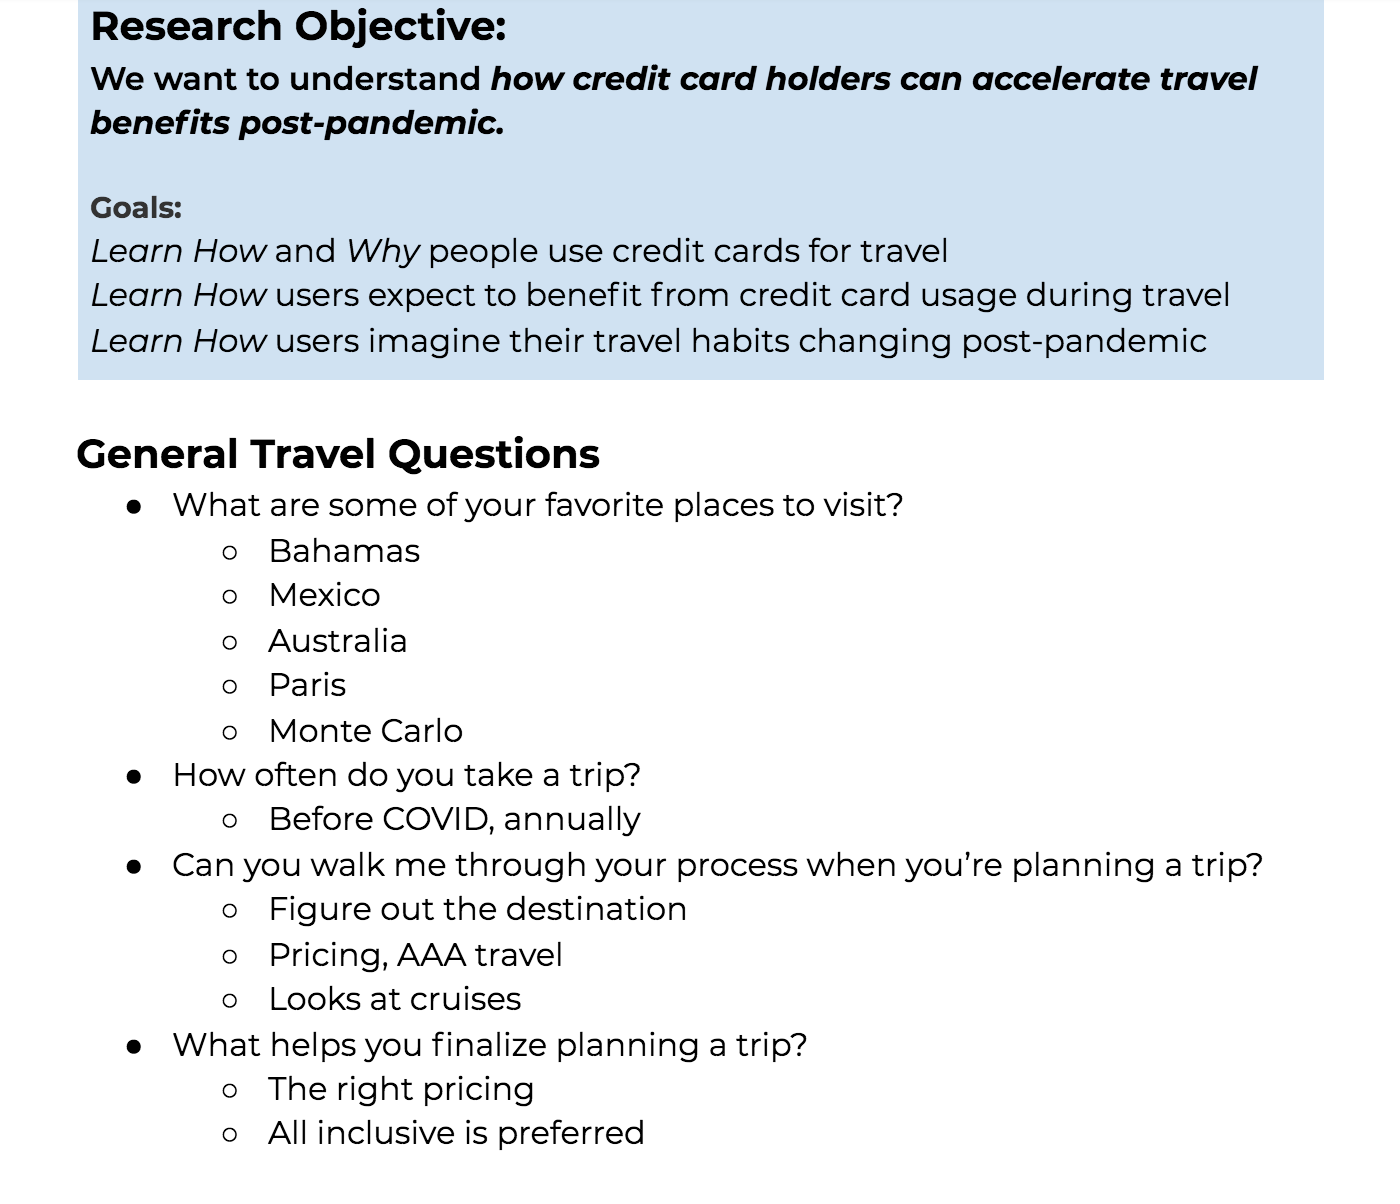 Research Objective:
We want to understand how credit card holders can accelerate travel
benefits post-pandemic.
Goals:
Learn How and Why people use credit cards for travel
Learn How users expect to benefit from credit card usage during travel
Learn How users imagine their travel habits changing post-pandemic
General Travel Questions
● What are some of your favorite places to visit?
○ Bahamas
○ Mexico
○ Australia
○ Paris
○ Monte Carlo
● How often do you take a trip?
○ Before COVID, annually
● Can you walk me through your process when you’re planning a trip?
○ Figure out the destination
○ Pricing, AAA travel
○ Looks at cruises
● What helps you finalize planning a trip?
○ The right pricing
○ All inclusive is preferred